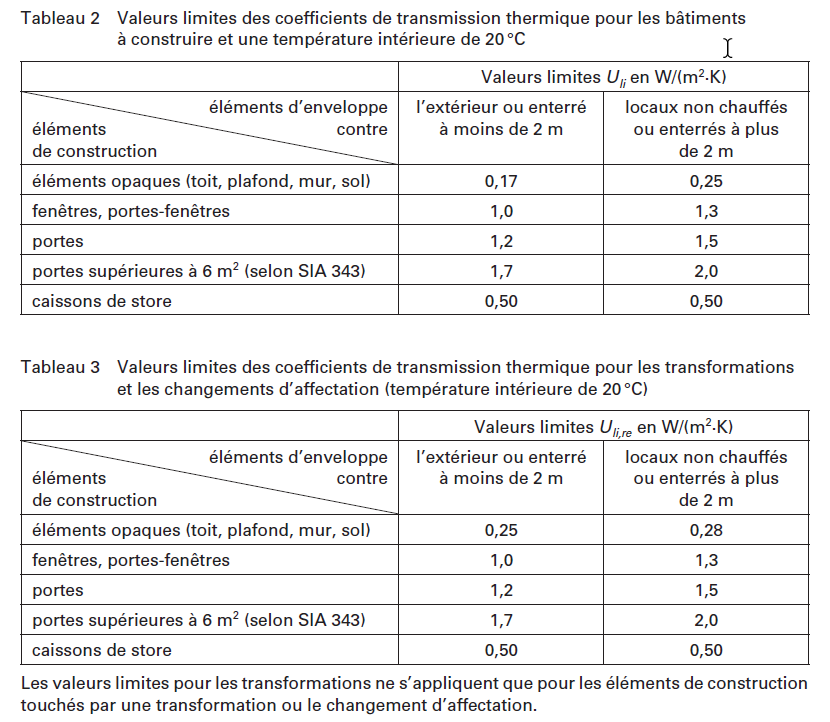 Tableau 2 Valeurs limites des coefficients de transmission thermique pour les bâtiments
à construire et une température intérieure de 20 °C
Valeurs limites Uli en W/(m²·K)
éléments d’enveloppe contre
éléments de construction
l’extérieur ou enterré à moins de 2 m
locaux non chauffés ou enterrés à plus de 2 m
éléments opaques (toit, plafond, mur, sol) 0,17 0,25
fenêtres, portes-fenêtres 1,0 1,3
portes 1,2 1,5
portes supérieures à 6 m² (selon SIA 343) 1,7 2,0
caissons de store 0,50 0,50
Tableau 3 Valeurs limites des coefficients de transmission thermique pour les transformations
et les changements d’affectation (température intérieure de 20 °C)
Valeurs limites Uli,re en W/(m²·K)
éléments d’enveloppe contre
éléments de construction
l’extérieur ou enterré à moins de 2 m
locaux non chauffés ou enterrés à plus de 2 m
éléments opaques (toit, plafond, mur, sol) 0,25 0,28
fenêtres, portes-fenêtres 1,0 1,3
portes 1,2 1,5
portes supérieures à 6 m² (selon SIA 343) 1,7 2,0
caissons de store 0,50 0,50
Les valeurs limites pour les transformations ne s’appliquent que pour les éléments de construction
touchés par une transformation ou le changement d’affectation.